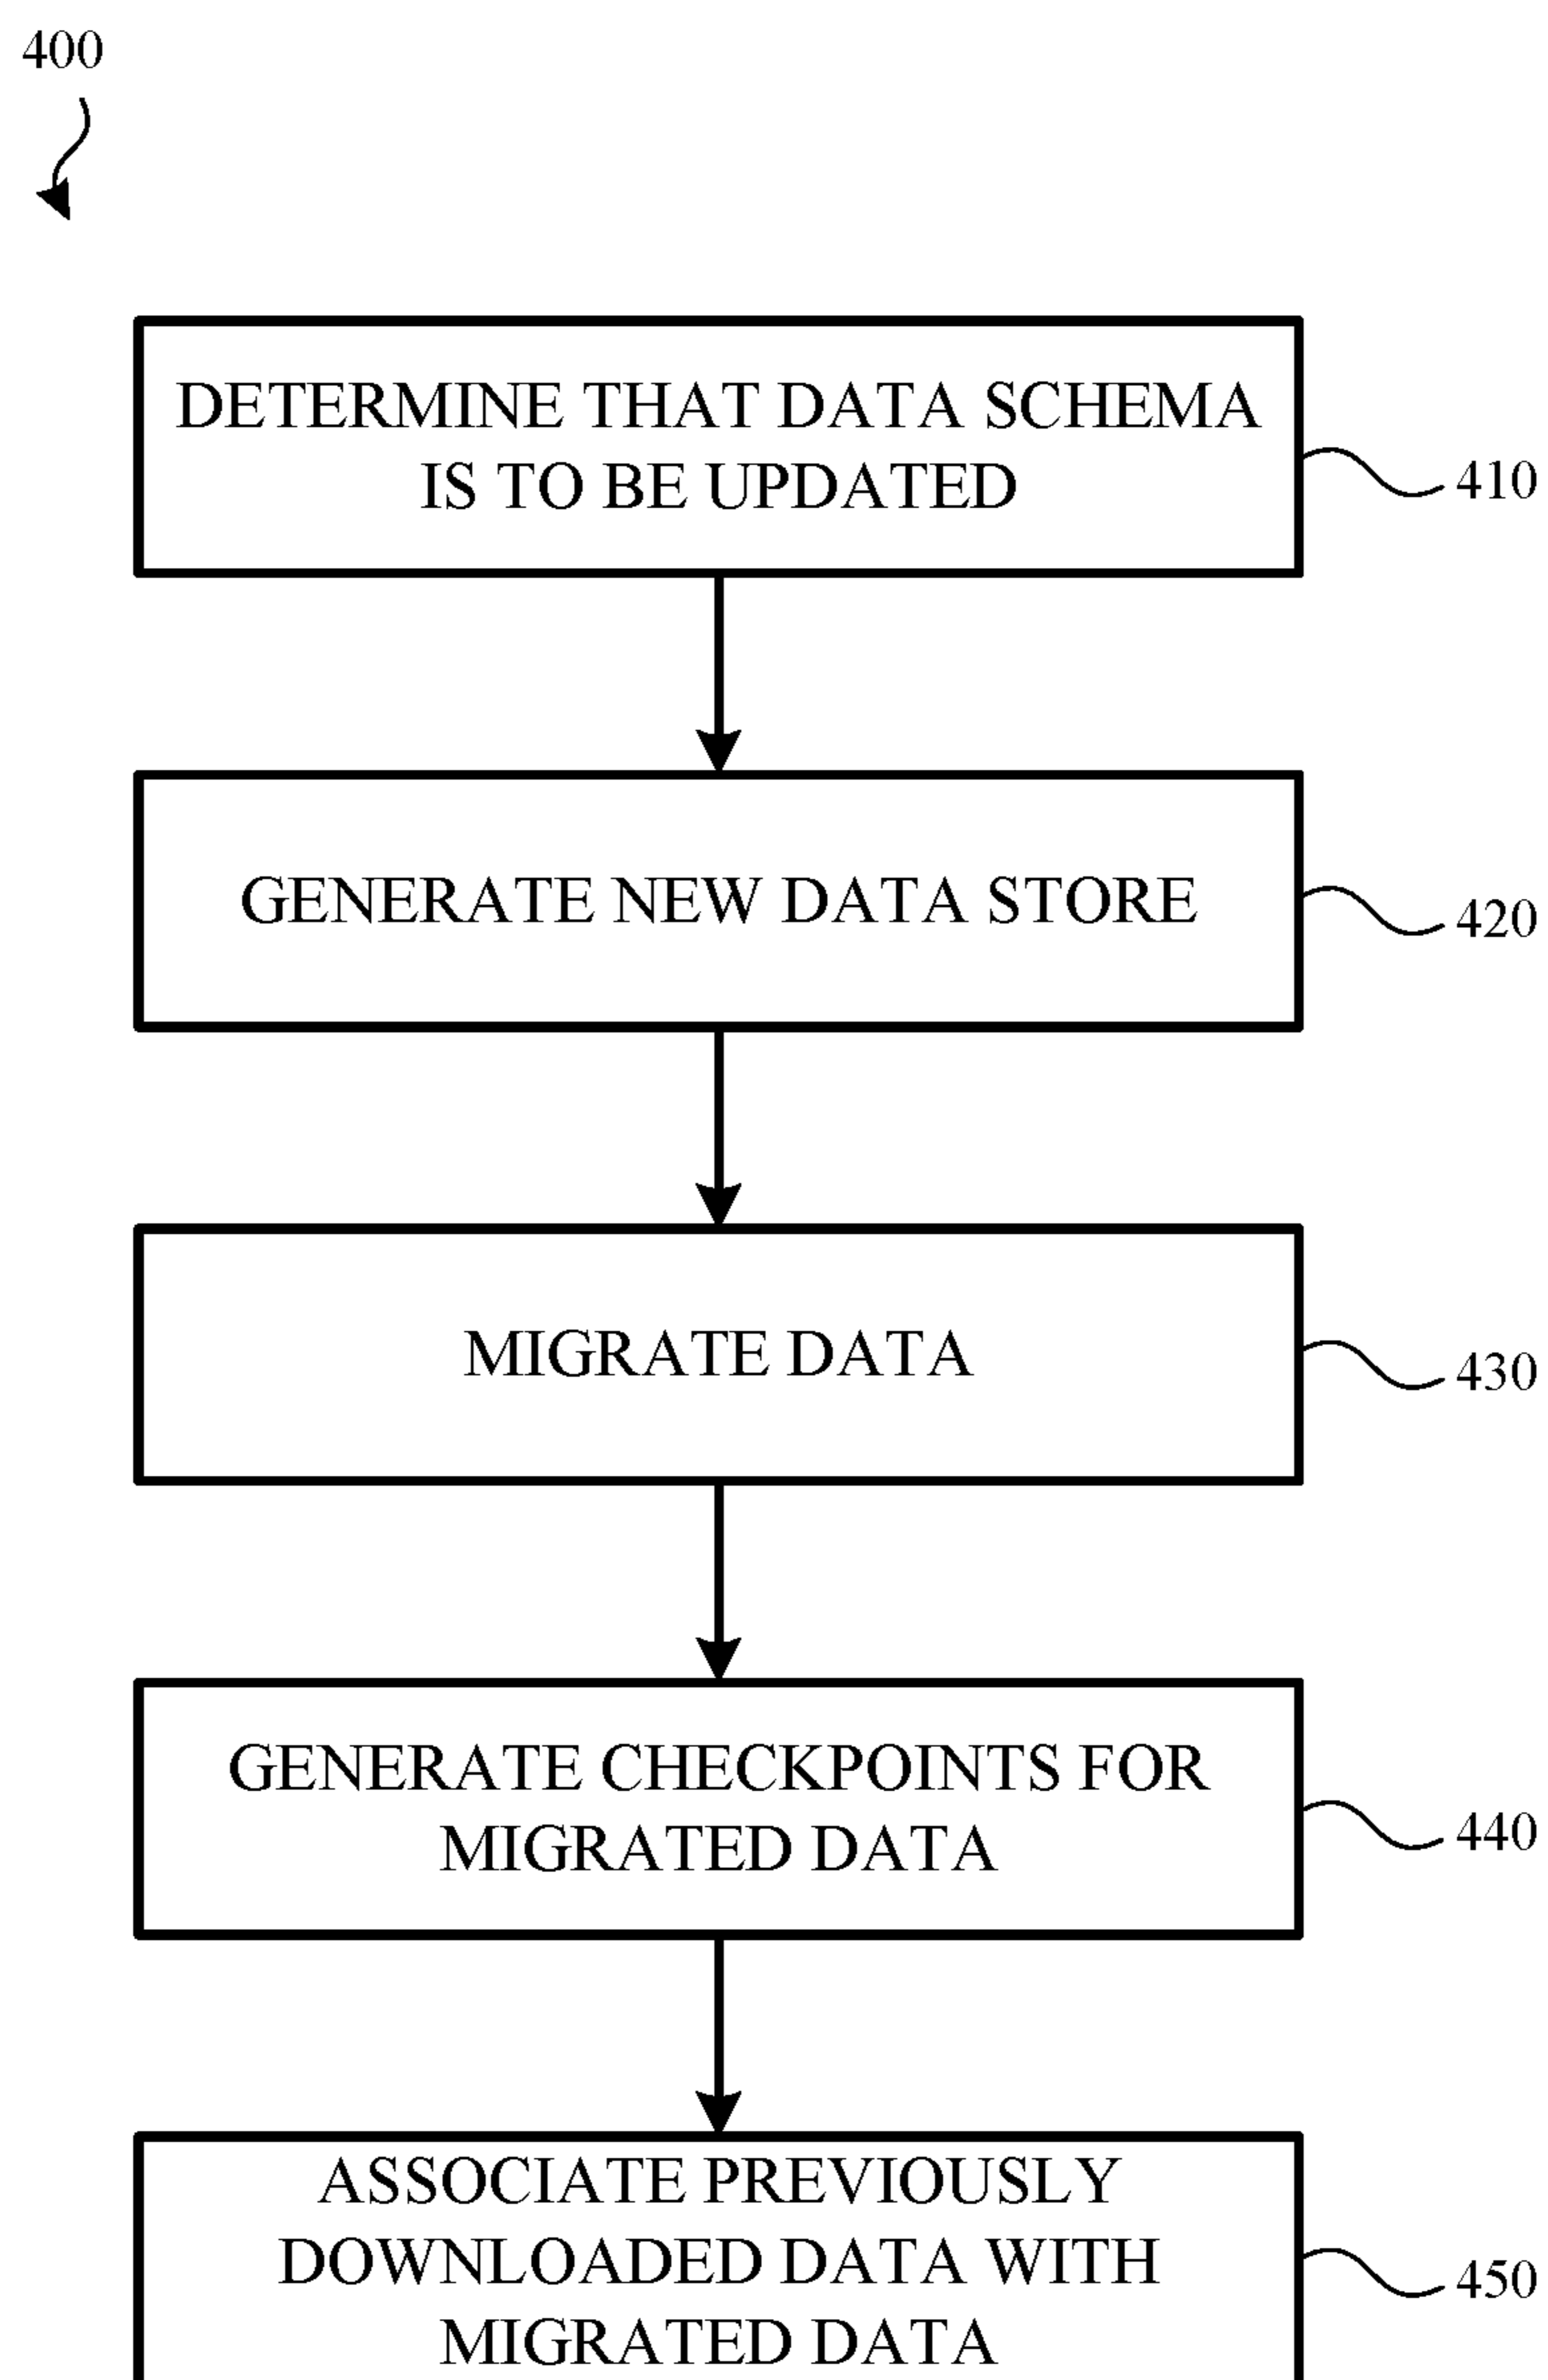 400
DETERMINE THAT DATA SCHEMA
IS TO BE UPDATED
410
GENERATE NEW DATA STORE
420
MIGRATE DATA
430
GENERATE CHECKPOINTS FOR
MIGRATED DATA
440
ASSOCIATE PREVIOUSLY
DOWNLOADED DATA WITH
MIGRATED DATA
450